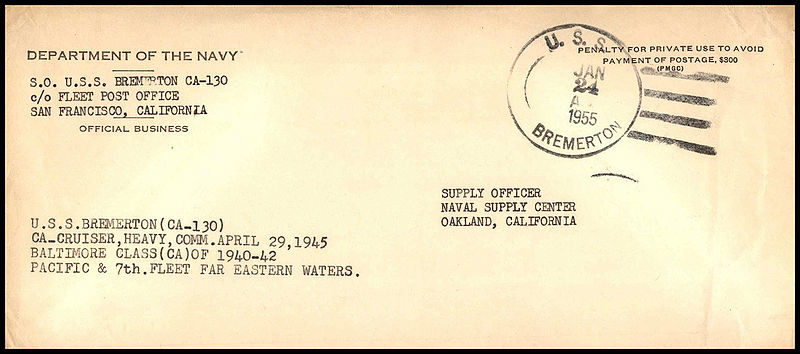 DEPARTMENT OF THE NAVY
S.O. U.S.S. BREMERTON CA-130
c/o FLEET POST OFFICE
SAN FRANCISCO, CALIFORNIA
OFFICIAL BUSINESS
U. S. S.
JAN
24
A.
1955
BREMERTON
PENALTY FOR PRIVATE USE TO AVOID
PAYMENT OF POSTAGE, $300
(PMGC)
SUPPLY OFFICER
NAVAL SUPPLY CENTER
OAKLAND, CALIFORNIA
U.S.S.BREMERTON(CA-130)
CA-CRUISER,HEAVY,COMM.APRIL 29,1945
BALTIMORE CLASS(CA)OF 1940-42
PACIFIC & 7th.FLEET FAR EASTERN WATERS.